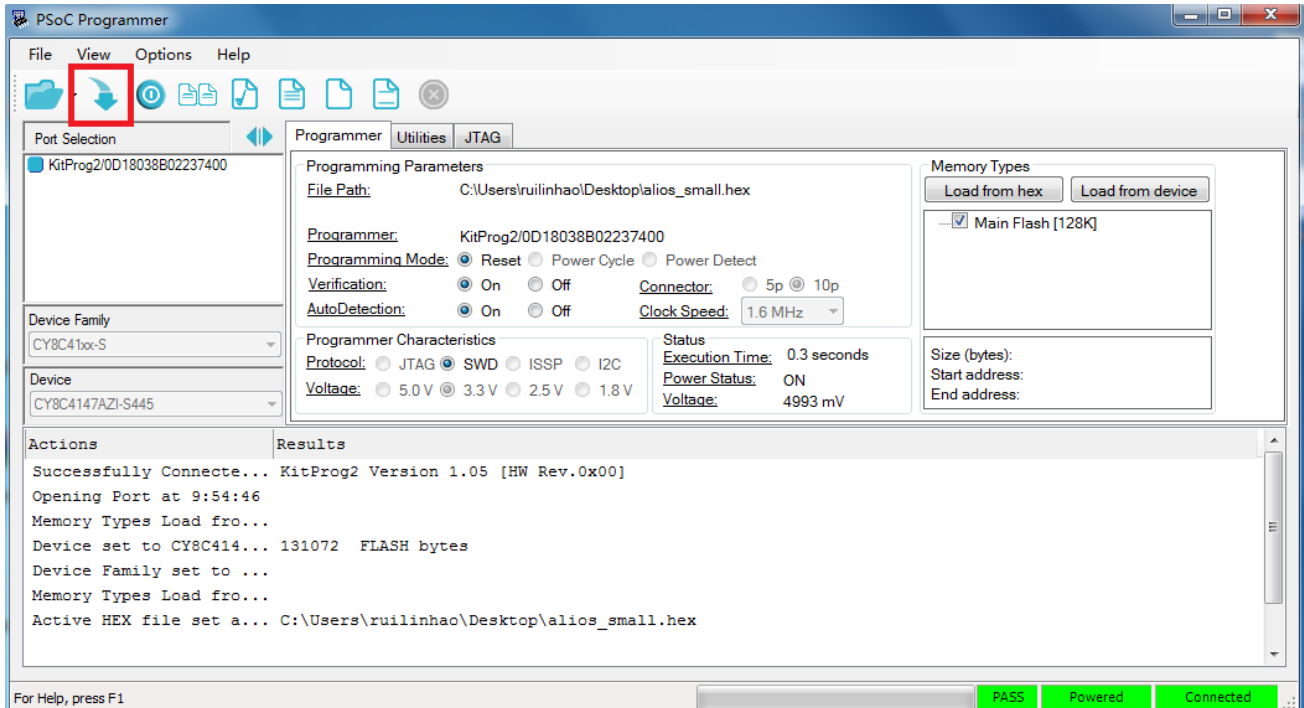 PSoC Programmer
File View Options Help
Port Selection
KitProg2/0D18038B02237400
Device Family
CY8C41xx-S
Device
CY8C4147AZI-S445
Programmer Utilities JTAG
Programming Parameters
File Path: C:\Users\ruilinhao\Desktop\alios_small.hex
Programmer: KitProg2/0D18038B02237400
Programming Mode: Reset Power Cycle Power Detect
Verification: On Off Connector: 5p 10p
AutoDetection: On Off Clock Speed: 1.6 MHz
Programmer Characteristics
Protocol: JTAG SWD ISSP I2C
Voltage: 5.0 V 3.3 V 2.5 V 1.8 V
Status
Execution Time: 0.3 seconds
Power Status: ON
Voltage: 4993 mV
Memory Types
Load from hex Load from device
Main Flash [128K]
Size (bytes):
Start address:
End address:
Actions Results
Successfully Connecte... KitProg2 Version 1.05 [HW Rev.0x00]
Opening Port at 9:54:46
Memory Types Load fro...
Device set to CY8C414... 131072 FLASH bytes
Device Family set to ...
Memory Types Load fro...
Active HEX file set a... C:\Users\ruilinhao\Desktop\alios_small.hex
For Help, press F1 PASS Powered Connected